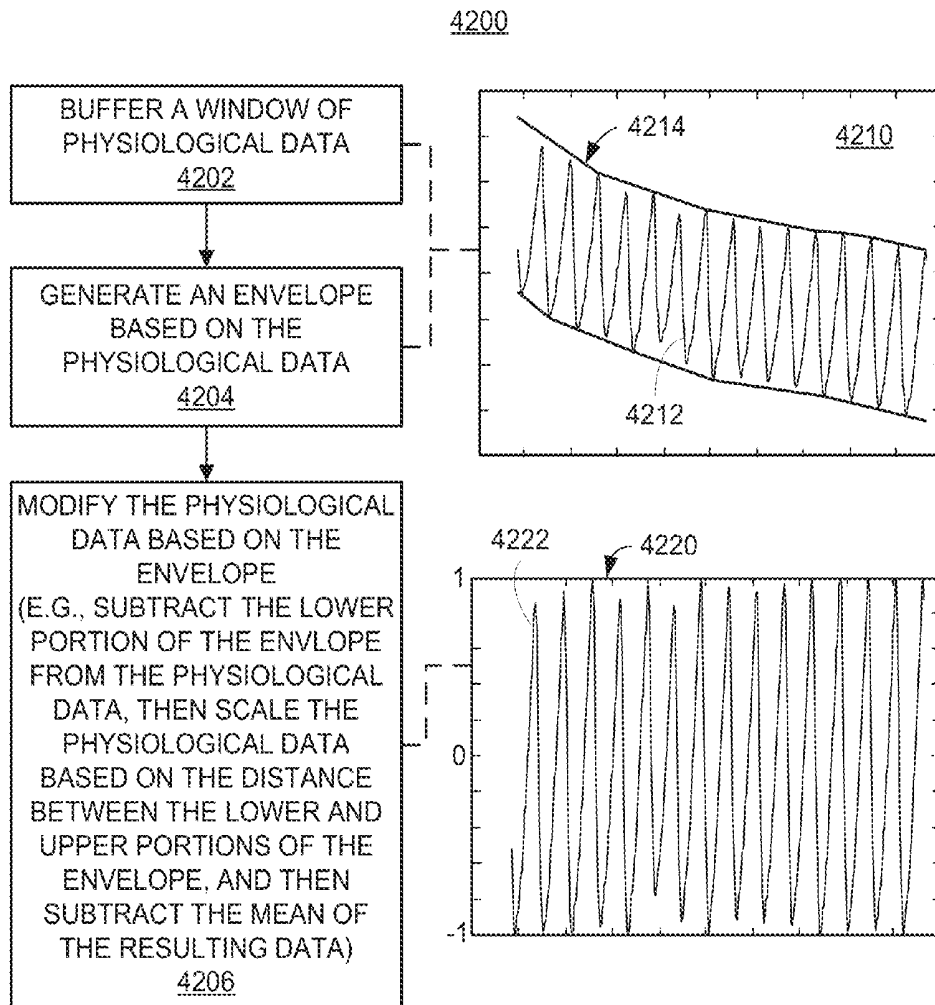 4200
BUFFER A WINDOW OF
PHYSIOLOGICAL DATA
4202
GENERATE AN ENVELOPE
BASED ON THE
PHYSIOLOGICAL DATA
4204
MODIFY THE PHYSIOLOGICAL
DATA BASED ON THE
ENVELOPE
(E.G., SUBTRACT THE LOWER
PORTION OF THE ENVLOPE
FROM THE PHYSIOLOGICAL
DATA, THEN SCALE THE
PHYSIOLOGICAL DATA
BASED ON THE DISTANCE
BETWEEN THE LOWER AND
UPPER PORTIONS OF THE
ENVELOPE, AND THEN
SUBTRACT THE MEAN OF
THE RESULTING DATA)
4206
4214
4210
4212
4222
4220
1
0
-1